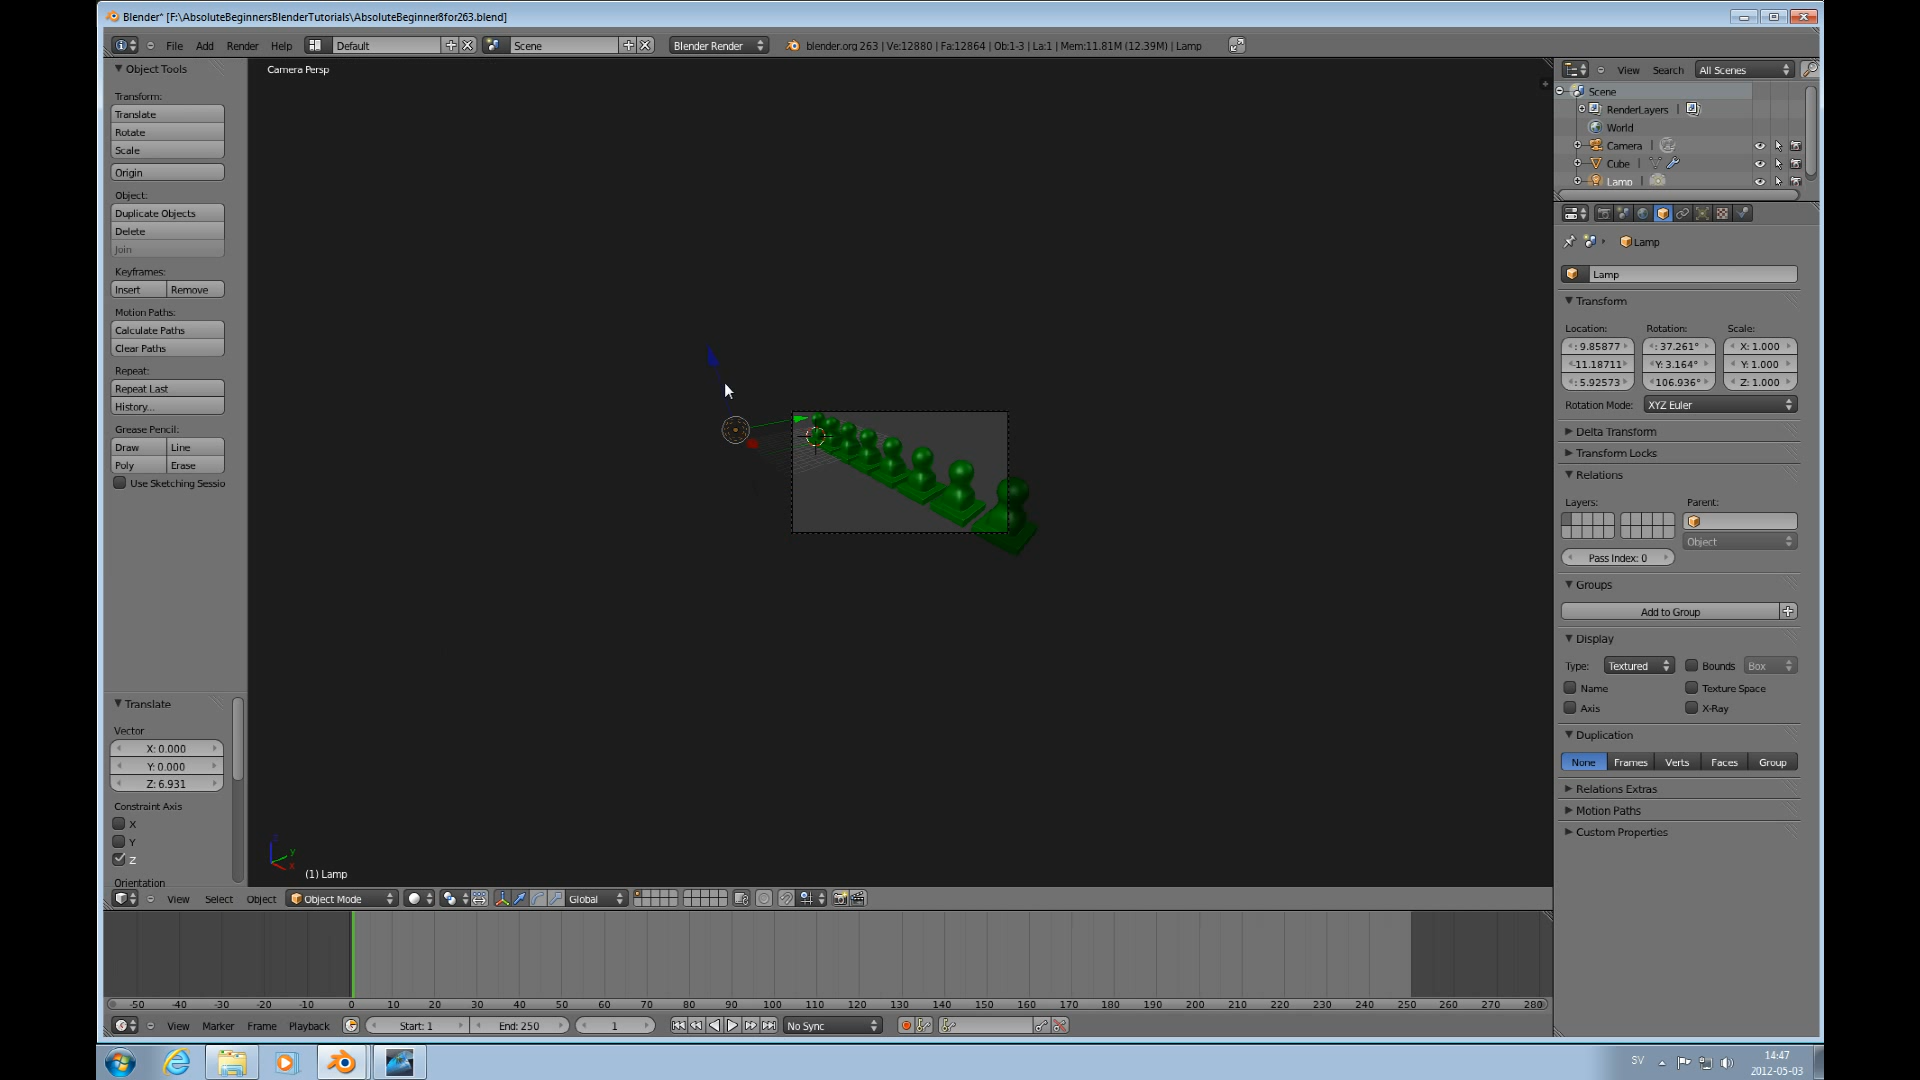 Blender* [F:\AbsoluteBeginnersBlenderTutorials\AbsoluteBeginner8for263.blend]
File Add Render Help Default Scene Blender Render blender.org 263 | Ve:12880 | Fa:12864 | Ob:1-3 | La:1 | Mem:11.81M (12.39M) | Lamp
Object Tools
Transform:
Translate
Rotate
Scale
Origin
Object:
Duplicate Objects
Delete
Join
Keyframes:
Insert Remove
Motion Paths:
Calculate Paths
Clear Paths
Repeat:
Repeat Last
History...
Grease Pencil:
Draw Line
Poly Erase
Use Sketching Sessio
Translate
Vector
X: 0.000
Y: 0.000
Z: 6.931
Constraint Axis
X
Y
Z
Orientation
Camera Persp
z
y
x
(1) Lamp
View Select Object Object Mode Global
-50 -40 -30 -20 -10 0 10 20 30 40 50 60 70 80 90 100 110 120 130 140 150 160 170 180 190 200 210 220 230 240 250 260 270 280
View Marker Frame Playback Start: 1 End: 250 1 No Sync
View Search All Scenes
Scene
RenderLayers |
World
Camera |
Cube |
Lamp |
Lamp
Lamp
Transform
Location: Rotation: Scale:
: 9.85877 : 37.261° X: 1.000
-11.18711 Y: 3.164° Y: 1.000
: 5.92573 106.936° Z: 1.000
Rotation Mode: XYZ Euler
Delta Transform
Transform Locks
Relations
Layers: Parent:
Object
Pass Index: 0
Groups
Add to Group
Display
Type: Textured Bounds Box
Name Texture Space
Axis X-Ray
Duplication
None Frames Verts Faces Group
Relations Extras
Motion Paths
Custom Properties
SV 14:47
2012-05-03